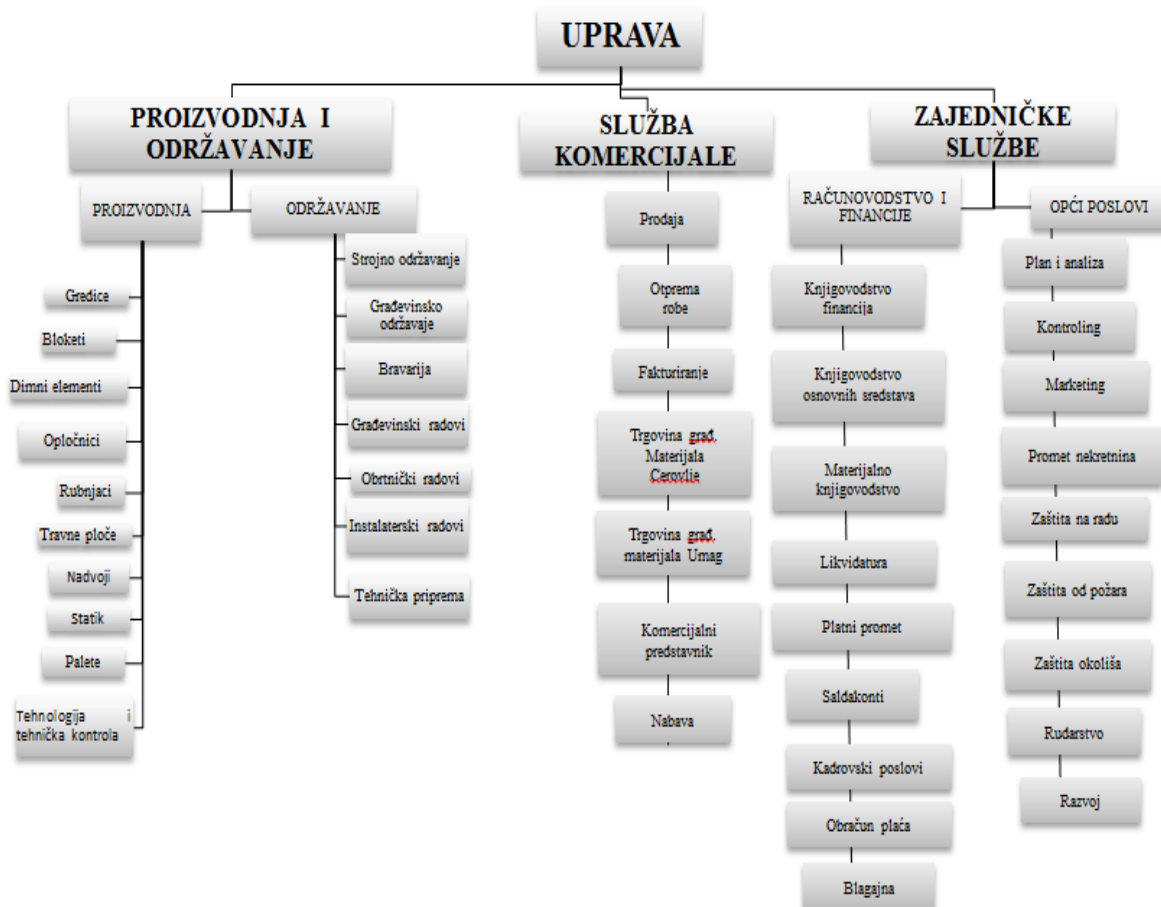 UPRAVA
PROIZVODNJA I
ODRŽAVANJE
SLUŽBA
KOMERCIJALE
ZAJEDNIČKE
SLUŽBE
PROIZVODNJA
Gredice
Bloketi
Dimni elementi
Opločnici
Rubnjaci
Travne ploče
Nadvoji
Statik
Palete
Tehnologija i
tehnička kontrola
ODRŽAVANJE
Strojno održavanje
Građevinsko
održavaje
Bravarija
Građevinski radovi
Obrtnički radovi
Instalaterski radovi
Tehnička priprema
Prodaja
Otprema
robe
Fakturiranje
Trgovina građ.
Materijala
Cerovlje
Trgovina građ.
materijala Umag
Komercijalni
predstavnik
Nabava
RAČUNOVODSTVO I
FINANCIJE
Knjigovodstvo
financija
Knjigovodstvo
osnovnih sredstava
Materijalno
knjigovodstvo
Likvidatura
Platni promet
Saldakonti
Kadrovski poslovi
Obračun plaća
Blagajna
OPĆI POSLOVI
Plan i analiza
Kontroling
Marketing
Promet nekretnina
Zaštita na radu
Zaštita od požara
Zaštita okoliša
Rudarstvo
Razvoj